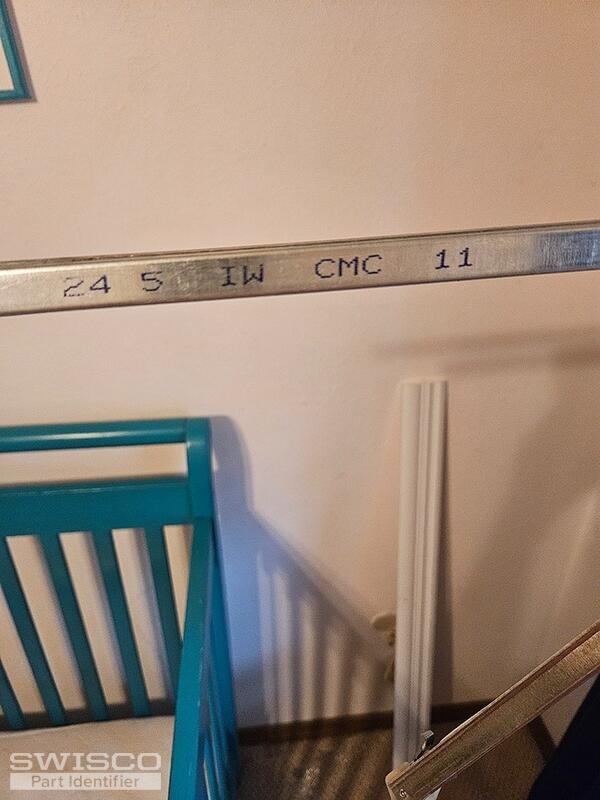 24 5 IW CMC 11
SWISCO
Part Identifier